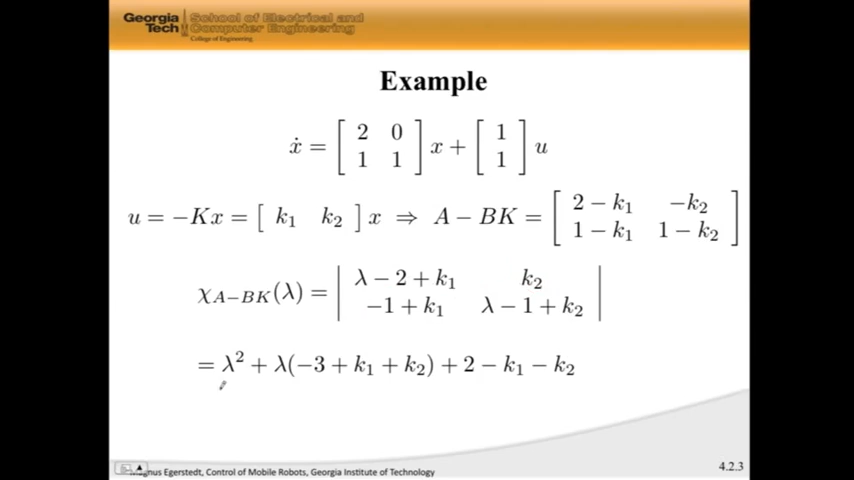 Georgia Tech School of Electrical and Computer Engineering
College of Engineering
Example
ẋ = [ 2 0 ; 1 1 ] x + [ 1 ; 1 ] u
u = −Kx = [ k₁ k₂ ] x ⇒ A − BK = [ 2 − k₁ −k₂ ; 1 − k₁ 1 − k₂ ]
χ_{A−BK}(λ) = | λ − 2 + k₁ k₂ ; −1 + k₁ λ − 1 + k₂ |
= λ² + λ(−3 + k₁ + k₂) + 2 − k₁ − k₂
gnus Egerstedt, Control of Mobile Robots, Georgia Institute of Technology
4.2.3